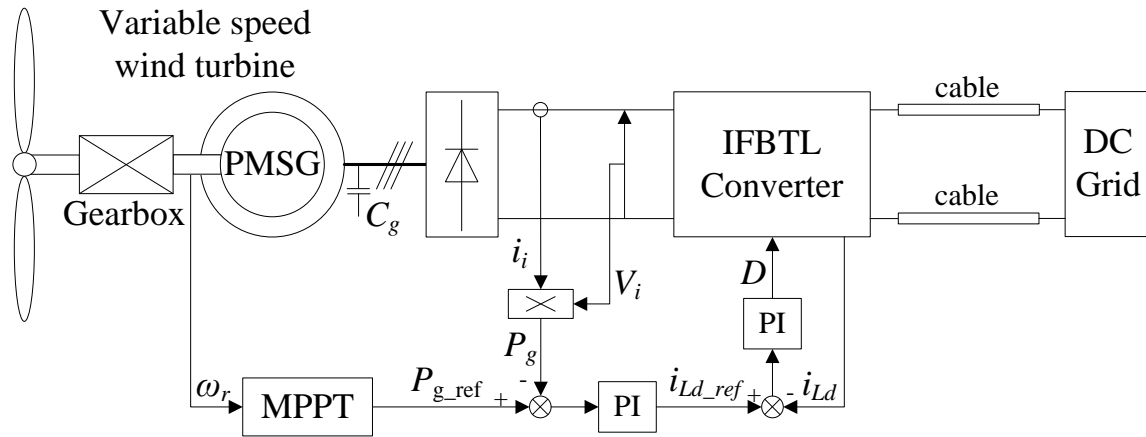 Variable speed
wind turbine
PMSG
Gearbox
C_g
i_i
V_i
IFBTL
Converter
cable
cable
DC
Grid
D
PI
P_g
ω_r
MPPT
P_g_ref
+
-
PI
i_Ld_ref
+
-
i_Ld